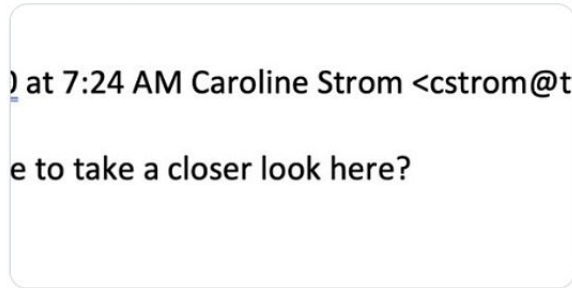 ) at 7:24 AM Caroline Strom <cstrom@t
e to take a closer look here?